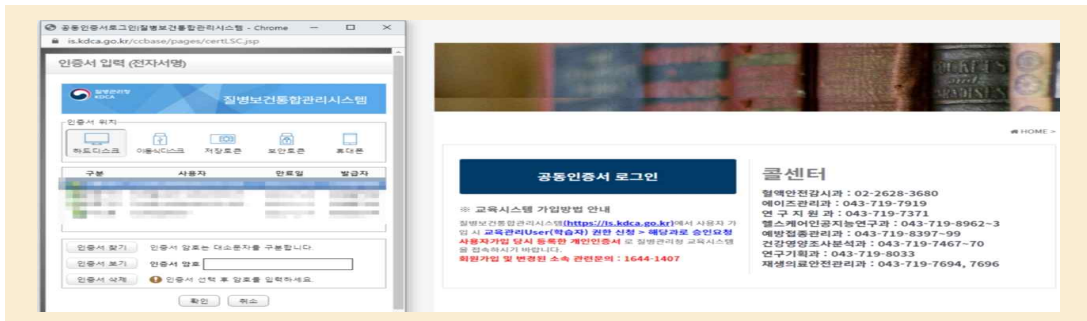 공동인증서로그인|질병보건통합관리시스템 - Chrome
is.kdca.go.kr/ccbase/pages/certLSC.jsp
인증서 입력 (전자서명)
질병관리청
KDCA
질병보건통합관리시스템
인증서 위치
하드디스크 이동식디스크 저장토큰 보안토큰 휴대폰
구분 사용자 만료일 발급자
인증서 찾기 인증서 암호는 대소문자를 구분합니다.
인증서 보기 인증서 암호
인증서 삭제 인증서 선택 후 암호를 입력하세요.
확인 취소
HOME >
공동인증서 로그인
※ 교육시스템 가입방법 안내
질병보건통합관리시스템(https://is.kdca.go.kr)에서 사용자 가
입 시 교육관리User(학습자) 권한 신청 > 해당과로 승인요청
사용자가입 당시 등록한 개인인증서 로 질병관리청 교육시스템
을 접속하시기 바랍니다.
회원가입 및 변경된 소속 관련문의 : 1644-1407
콜센터
혈액안전감시과 : 02-2628-3680
에이즈관리과 : 043-719-7919
연 구 지 원 과 : 043-719-7371
헬스케어인공지능연구과 : 043-719-8962~3
예방접종관리과 : 043-719-8397~99
건강영양조사분석과 : 043-719-7467~70
연구기획과 : 043-719-8033
재생의료안전관리과 : 043-719-7694, 7696